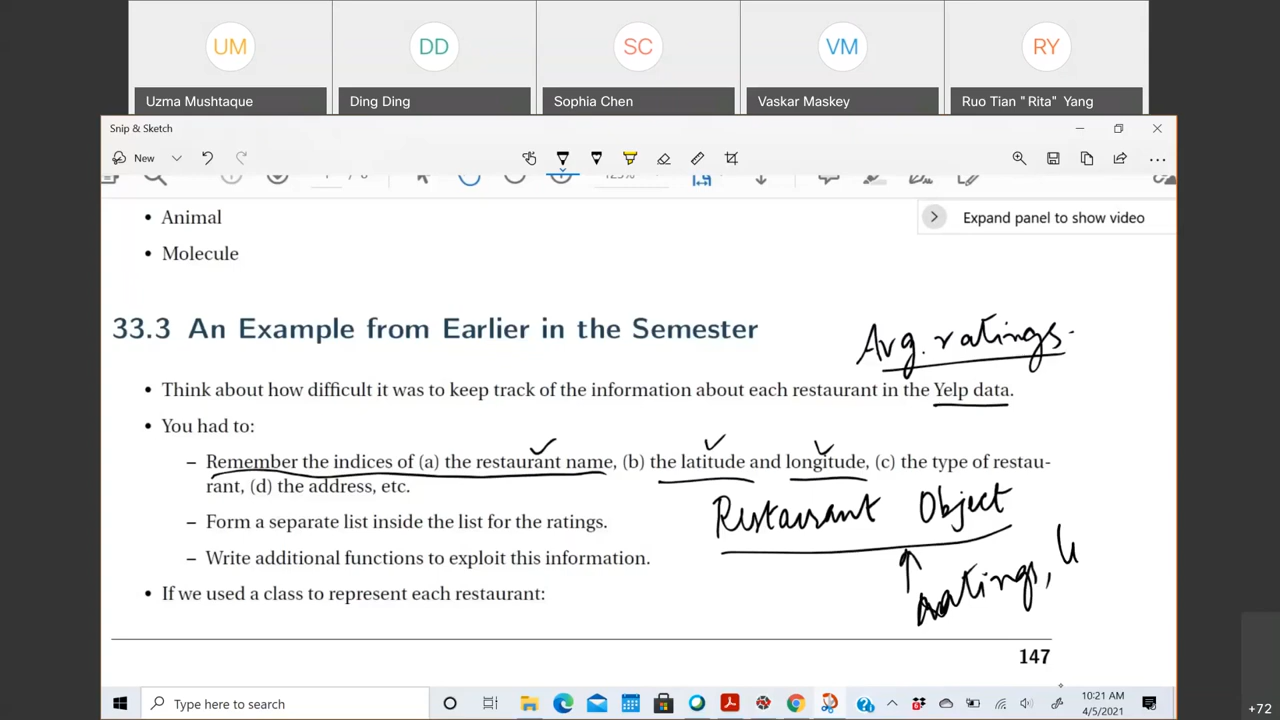 UM
DD
SC
VM
RY
Uzma Mushtaque
Ding Ding
Sophia Chen
Vaskar Maskey
Ruo Tian "Rita" Yang
Snip & Sketch
New
Expand panel to show video
• Animal
• Molecule
33.3 An Example from Earlier in the Semester
Avg. ratings.
• Think about how difficult it was to keep track of the information about each restaurant in the Yelp data.
• You had to:
– Remember the indices of (a) the restaurant name, (b) the latitude and longitude, (c) the type of restau-
rant, (d) the address, etc.
Restaurant Object
– Form a separate list inside the list for the ratings.
– Write additional functions to exploit this information.
ratings,
• If we used a class to represent each restaurant:
147
Type here to search
10:21 AM
4/5/2021
+72